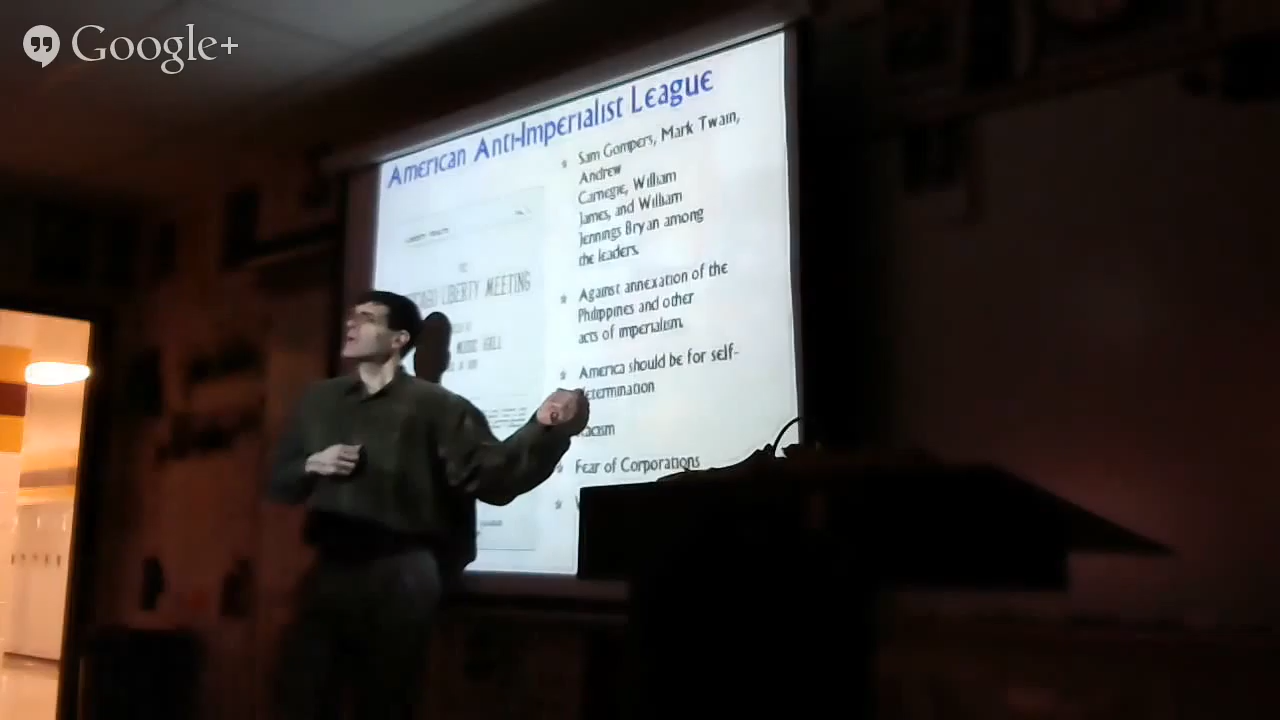 Google+
American Anti-Imperialist League
Sam Gompers, Mark Twain,
Andrew
Carnegie, William
James, and William
Jennings Bryan among
the leaders.
Against annexation of the
Philippines and other
acts of imperialism.
America should be for self-
Fear of Corporations
LIBERTY MEETING